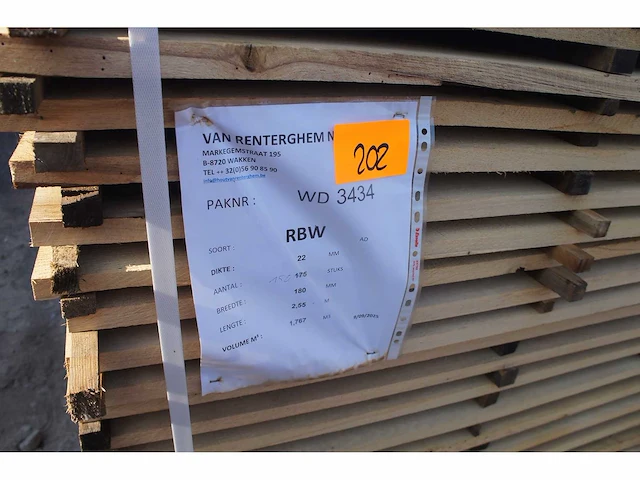 VAN RENTERGHEM N
202
MARKEGEMSTRAAT 195
B-8720 WAKKEN
TEL ++ 32(0)56 90 85 90
PAKNR : WD 3434
SOORT : RBW AD
DIKTE : 22 MM
AANTAL : 175 STUKS
BREEDTE : 180 MM
LENGTE : 2,55 M
VOLUME M³ : 1,767 M3